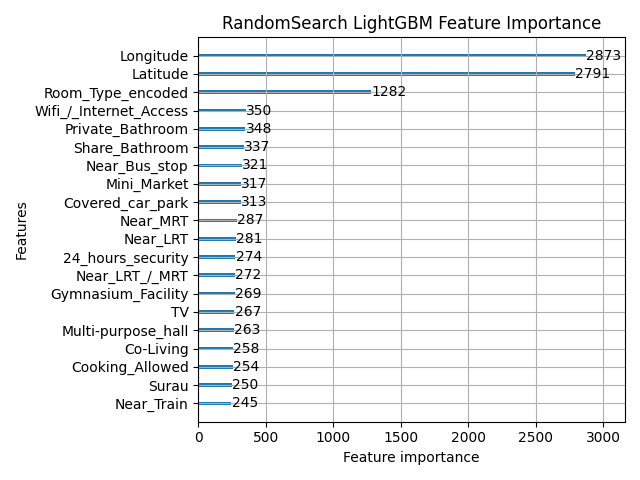 RandomSearch LightGBM Feature Importance
Longitude 2873
Latitude 2791
Room_Type_encoded 1282
Wifi_/_Internet_Access 350
Private_Bathroom 348
Share_Bathroom 337
Near_Bus_stop 321
Mini_Market 317
Covered_car_park 313
Near_MRT 287
Near_LRT 281
24_hours_security 274
Near_LRT_/_MRT 272
Gymnasium_Facility 269
TV 267
Multi-purpose_hall 263
Co-Living 258
Cooking_Allowed 254
Surau 250
Near_Train 245
Features
0 500 1000 1500 2000 2500 3000
Feature importance